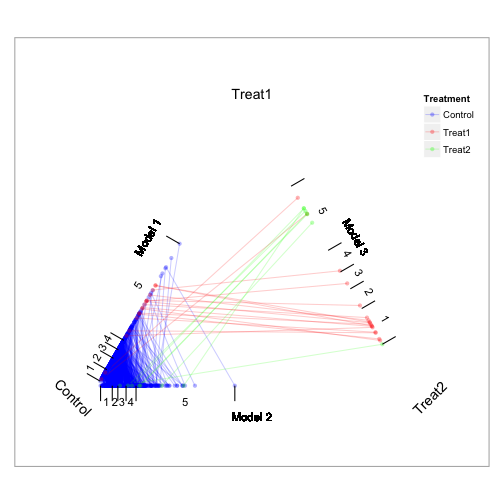 Treat1
Treatment
Control
Treat1
Treat2
Model 1
Model 3
5
5
4
3
2
1
4
3
2
1
1 2 3 4
5
Control
Model 2
Treat2